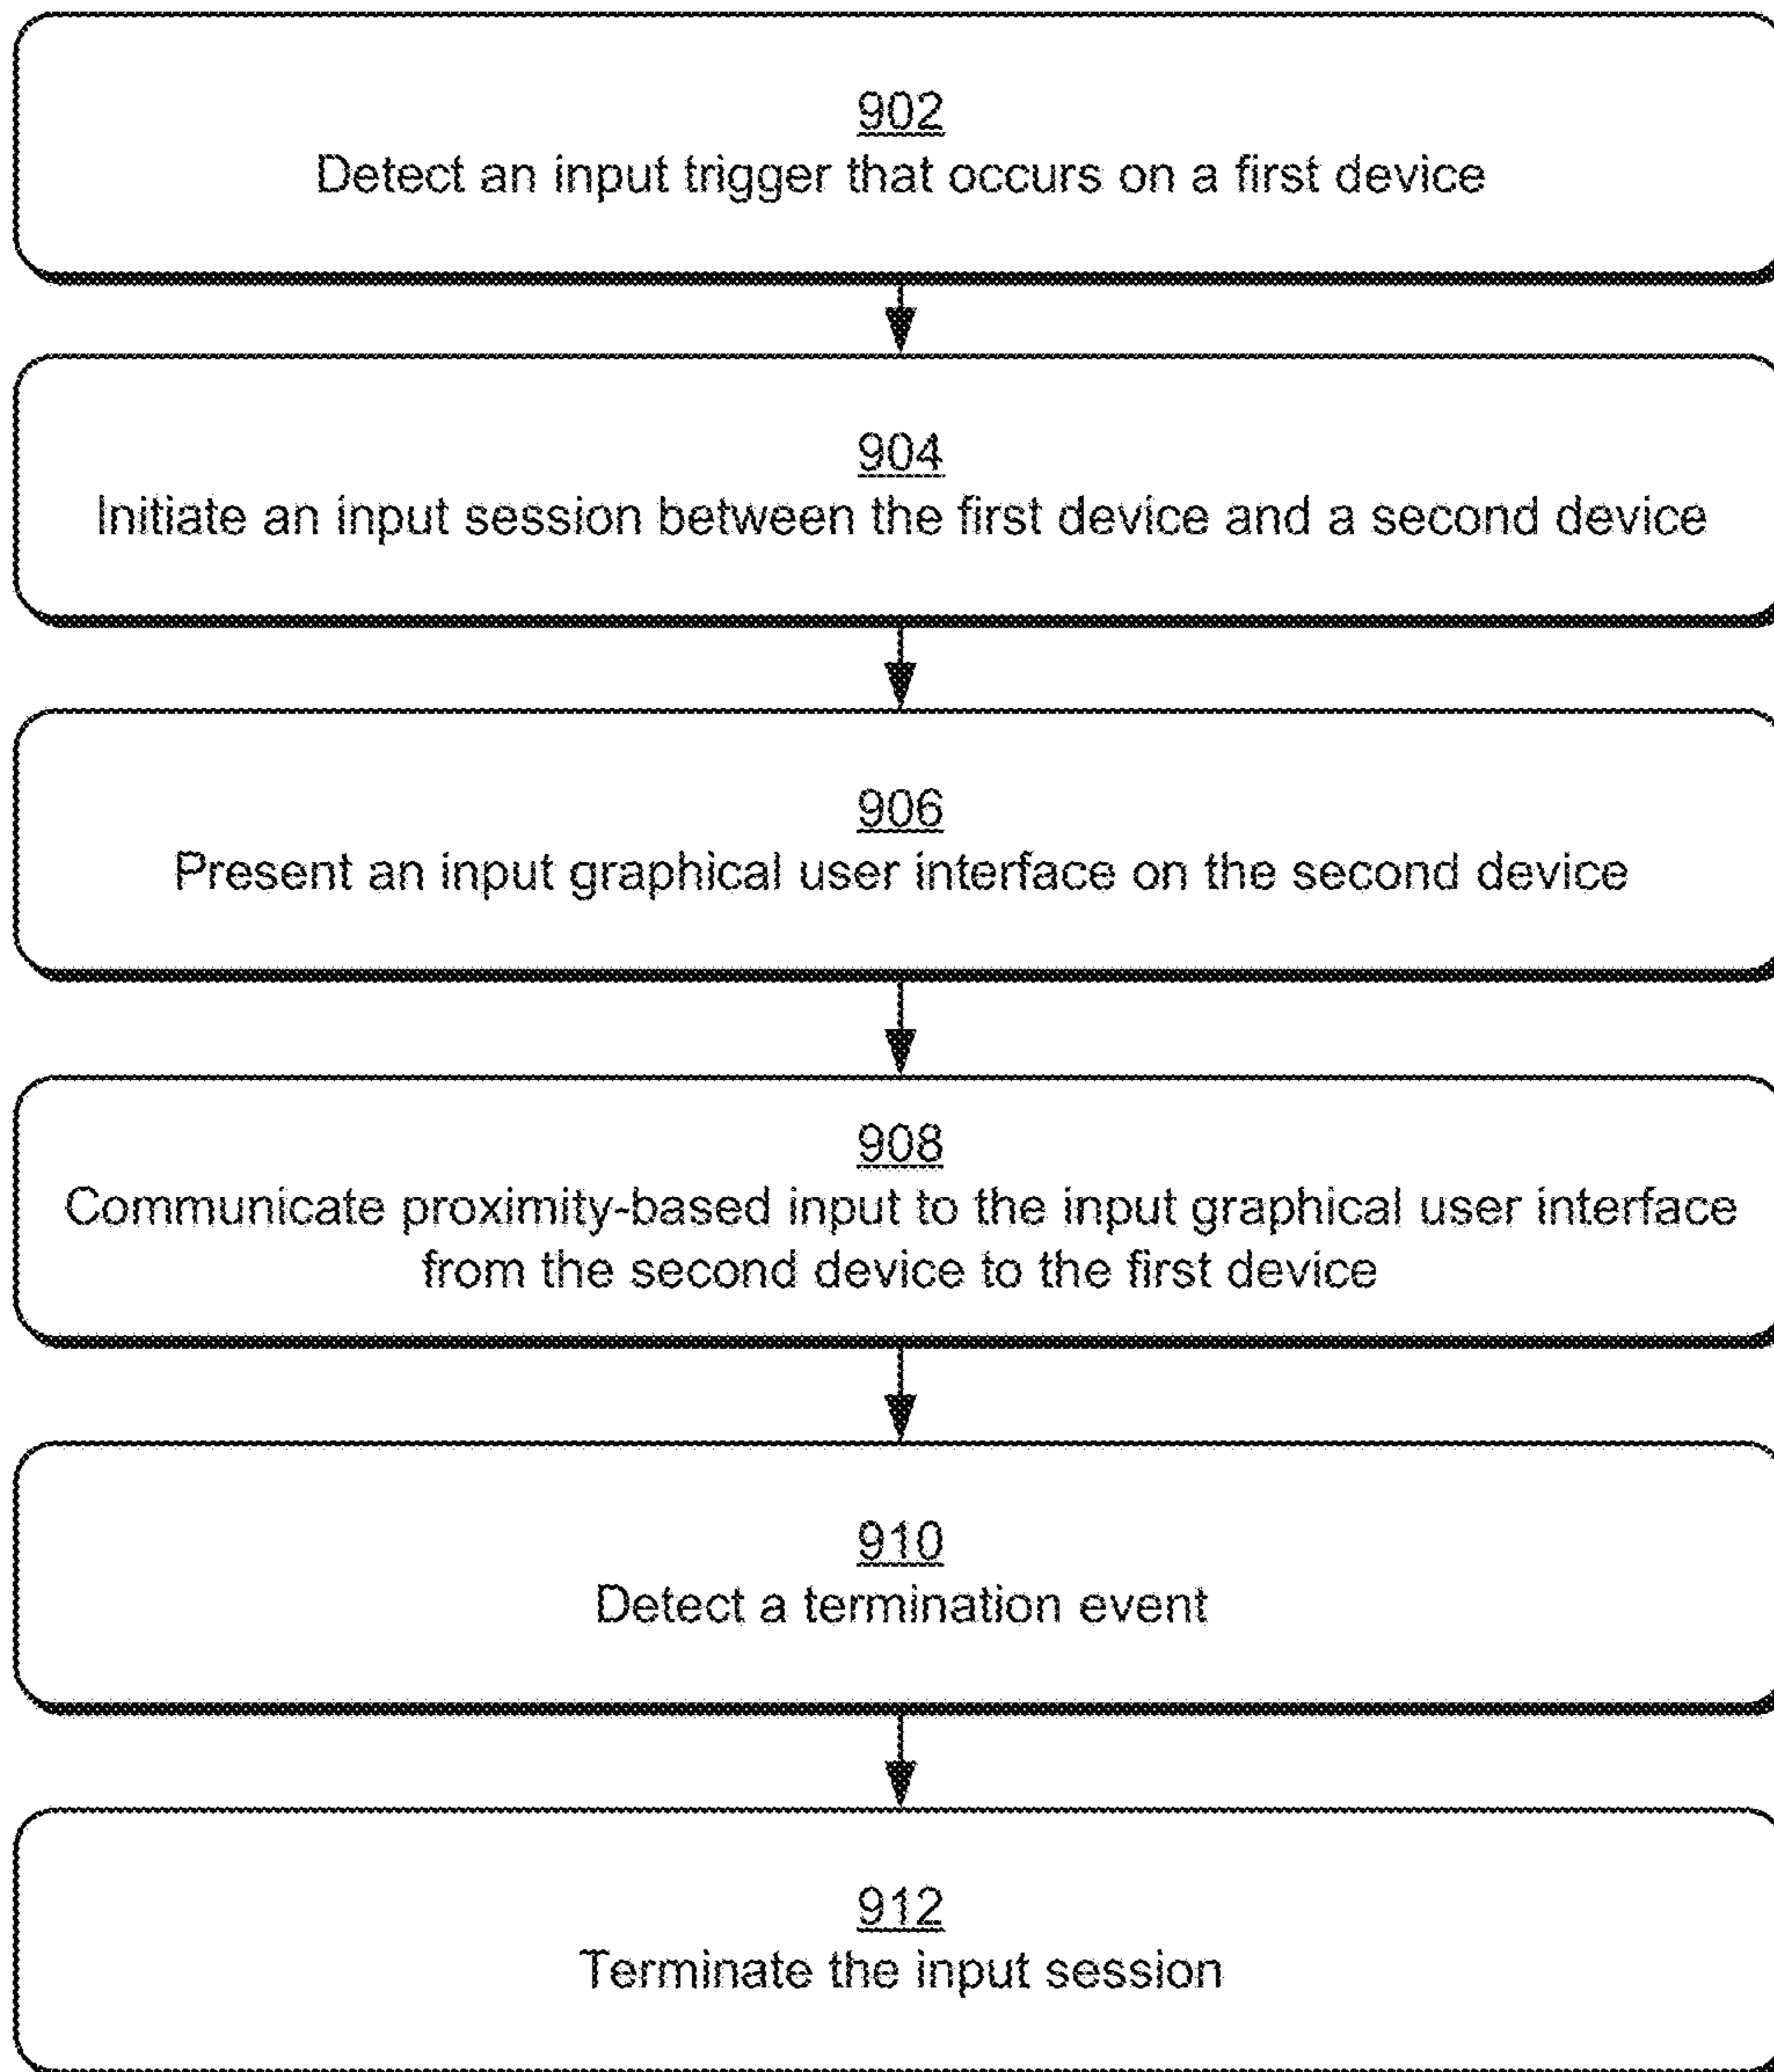 902
Detect an input trigger that occurs on a first device
904
Initiate an input session between the first device and a second device
906
Present an input graphical user interface on the second device
908
Communicate proximity-based input to the input graphical user interface
from the second device to the first device
910
Detect a termination event
912
Terminate the input session